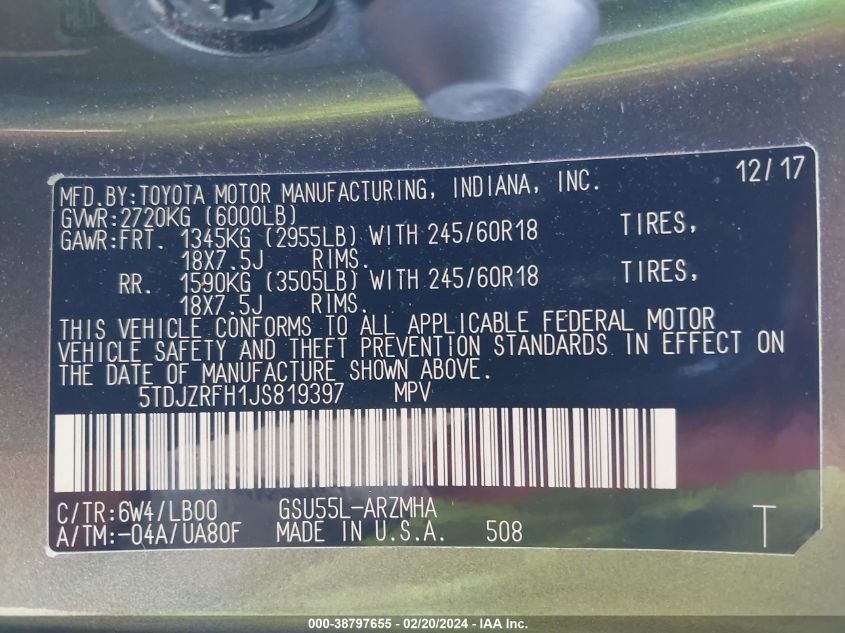 MFD.BY:TOYOTA MOTOR MANUFACTURING, INDIANA, INC. 12/17
GVWR:2720KG (6000LB)
GAWR:FRT. 1345KG (2955LB) WITH 245/60R18 TIRES,
18X7.5J RIMS.
RR. 1590KG (3505LB) WITH 245/60R18 TIRES,
18X7.5J RIMS.
THIS VEHICLE CONFORMS TO ALL APPLICABLE FEDERAL MOTOR
VEHICLE SAFETY AND THEFT PREVENTION STANDARDS IN EFFECT ON
THE DATE OF MANUFACTURE SHOWN ABOVE.
5TDJZRFH1JS819397 MPV
C/TR:6W4/LB00 GSU55L-ARZMHA
A/TM:-04A/UA80F MADE IN U.S.A. 508 T
000-38797655 - 02/20/2024 - IAA Inc.